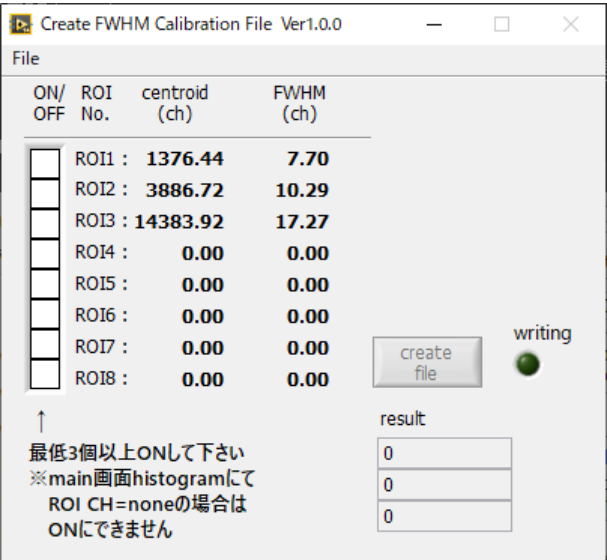 Create FWHM Calibration File Ver1.0.0
File
ON/ ROI centroid FWHM
OFF No. (ch) (ch)
ROI1 : 1376.44 7.70
ROI2 : 3886.72 10.29
ROI3 : 14383.92 17.27
ROI4 : 0.00 0.00
ROI5 : 0.00 0.00
ROI6 : 0.00 0.00
ROI7 : 0.00 0.00
ROI8 : 0.00 0.00
writing
create
file
↑
最低3個以上ONして下さい
※main画面histogramにて
ROI CH=noneの場合は
ONにできません
result
0
0
0